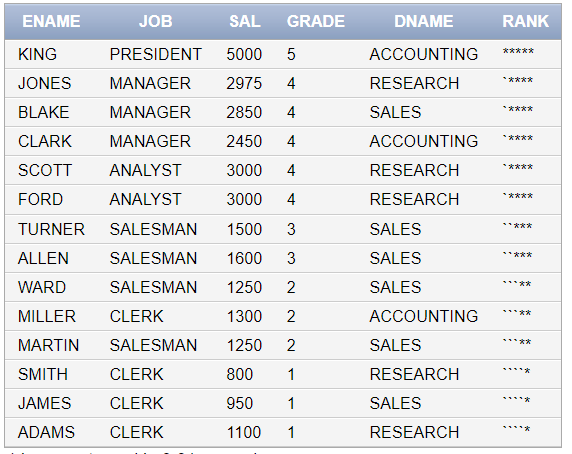 ENAME JOB SAL GRADE DNAME RANK
KING PRESIDENT 5000 5 ACCOUNTING *****
JONES MANAGER 2975 4 RESEARCH `****
BLAKE MANAGER 2850 4 SALES `****
CLARK MANAGER 2450 4 ACCOUNTING `****
SCOTT ANALYST 3000 4 RESEARCH `****
FORD ANALYST 3000 4 RESEARCH `****
TURNER SALESMAN 1500 3 SALES ``***
ALLEN SALESMAN 1600 3 SALES ``***
WARD SALESMAN 1250 2 SALES ```**
MILLER CLERK 1300 2 ACCOUNTING ```**
MARTIN SALESMAN 1250 2 SALES ```**
SMITH CLERK 800 1 RESEARCH ````*
JAMES CLERK 950 1 SALES ````*
ADAMS CLERK 1100 1 RESEARCH ````*